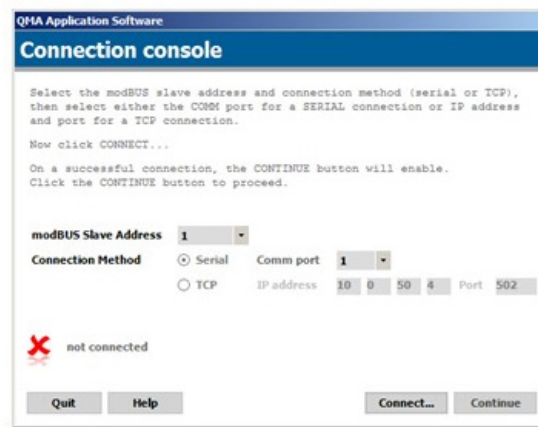 QMA Application Software
Connection console
Select the modBUS slave address and connection method (serial or TCP),
then select either the COMM port for a SERIAL connection or IP address
and port for a TCP connection.
Now click CONNECT...
On a successful connection, the CONTINUE button will enable.
Click the CONTINUE button to proceed.
modBUS Slave Address 1
Connection Method Serial Comm port 1
TCP IP address 10 0 50 4 Port 502
not connected
Quit Help Connect... Continue